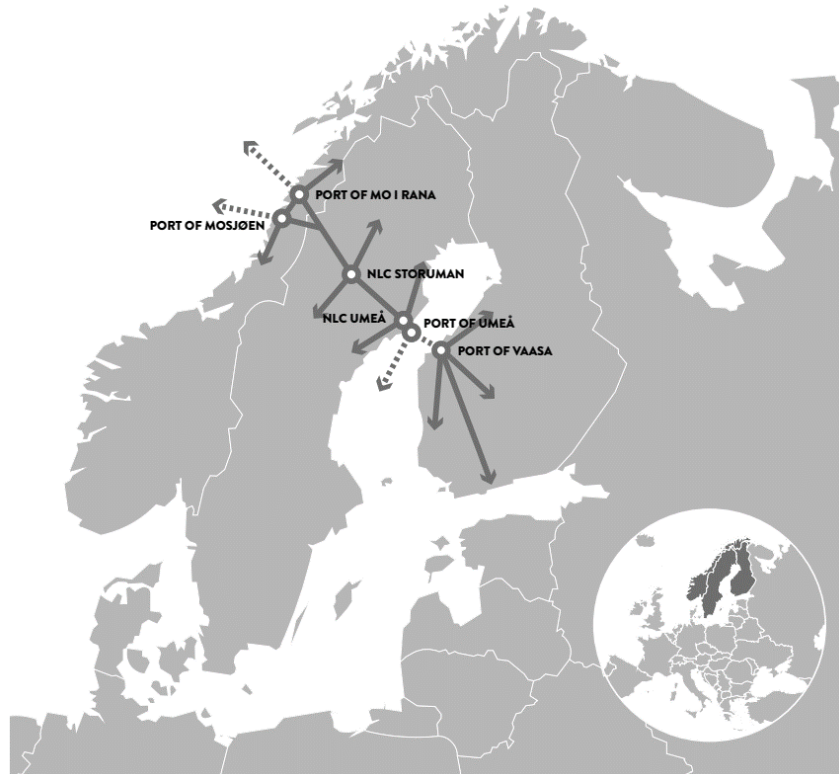 PORT OF MO I RANA
PORT OF MOSJØEN
NLC STORUMAN
NLC UMEÅ
PORT OF UMEÅ
PORT OF VAASA